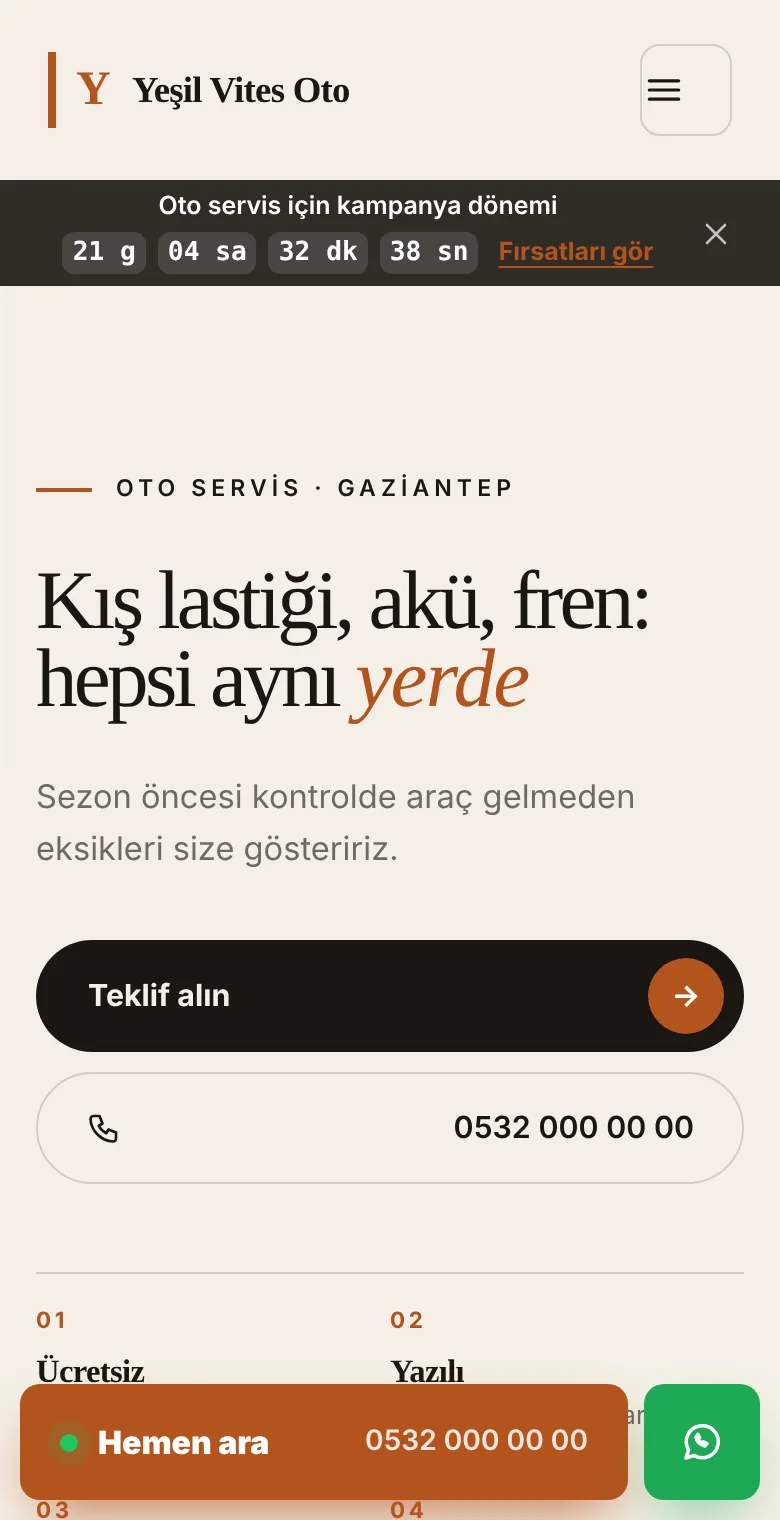 Y Yeşil Vites Oto
Oto servis için kampanya dönemi
21 g 04 sa 32 dk 38 sn Fırsatları gör
OTO SERVİS · GAZİANTEP
Kış lastiği, akü, fren:
hepsi aynı yerde
Sezon öncesi kontrolde araç gelmeden
eksikleri size gösteririz.
Teklif alın
0532 000 00 00
01 02
Ücretsiz Yazılı
Hemen ara 0532 000 00 00
03 04